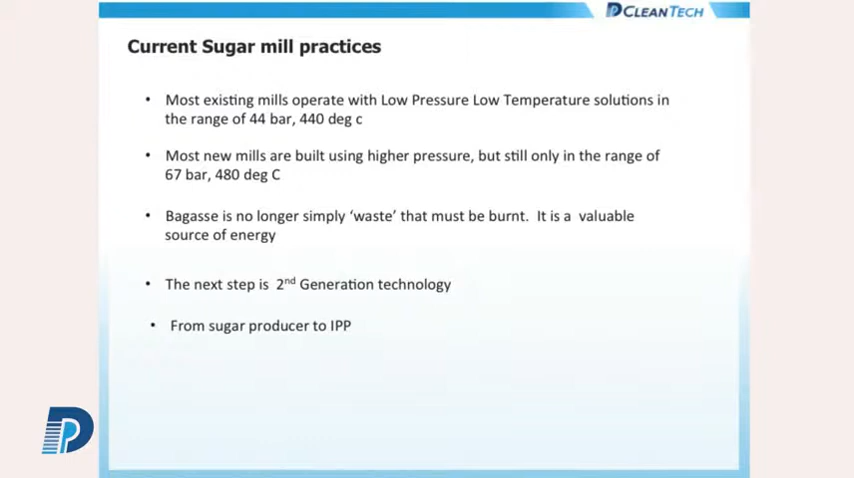 DP CLEANTECH
Current Sugar mill practices
• Most existing mills operate with Low Pressure Low Temperature solutions in
the range of 44 bar, 440 deg c
• Most new mills are built using higher pressure, but still only in the range of
67 bar, 480 deg C
• Bagasse is no longer simply ‘waste’ that must be burnt.  It is a  valuable
source of energy
• The next step is  2nd Generation technology
• From sugar producer to IPP
DP